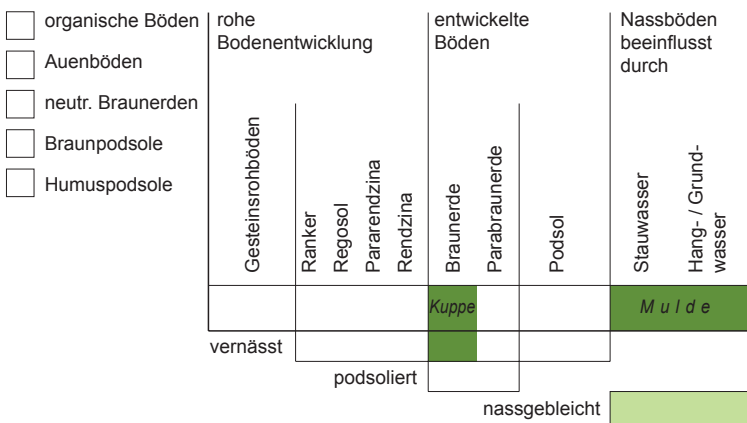 organische Böden
Auenböden
neutr. Braunerden
Braunpodsole
Humuspodsole
rohe
Bodenentwicklung
entwickelte
Böden
Nassböden
beeinflusst
durch
Gesteinsrohböden
Ranker
Regosol
Pararendzina
Rendzina
Braunerde
Parabraunerde
Podsol
Stauwasser
Hang- / Grund-
wasser
Kuppe
Mulde
vernässt
podsoliert
nassgebleicht